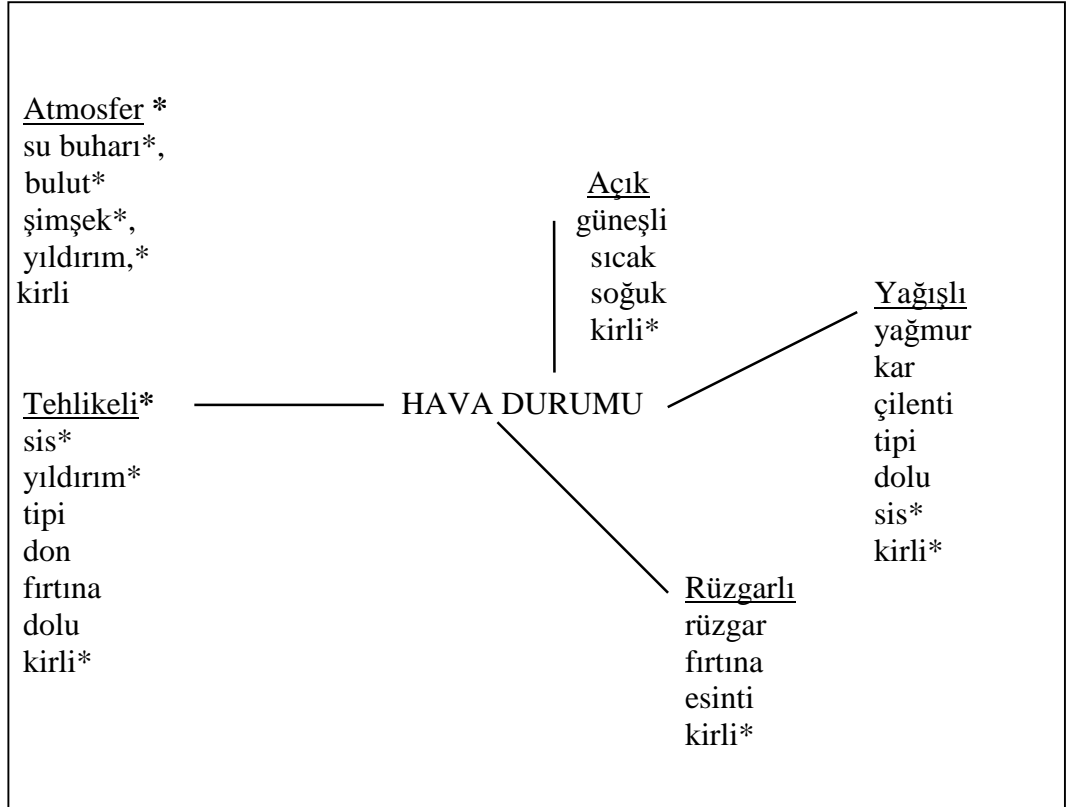 Atmosfer *
su buharı*,
bulut*
şimşek*,
yıldırım,*
kirli
Açık
güneşli
sıcak
soğuk
kirli*
Yağışlı
yağmur
kar
çilenti
tipi
dolu
sis*
kirli*
HAVA DURUMU
Tehlikeli*
sis*
yıldırım*
tipi
don
fırtına
dolu
kirli*
Rüzgarlı
rüzgar
fırtına
esinti
kirli*